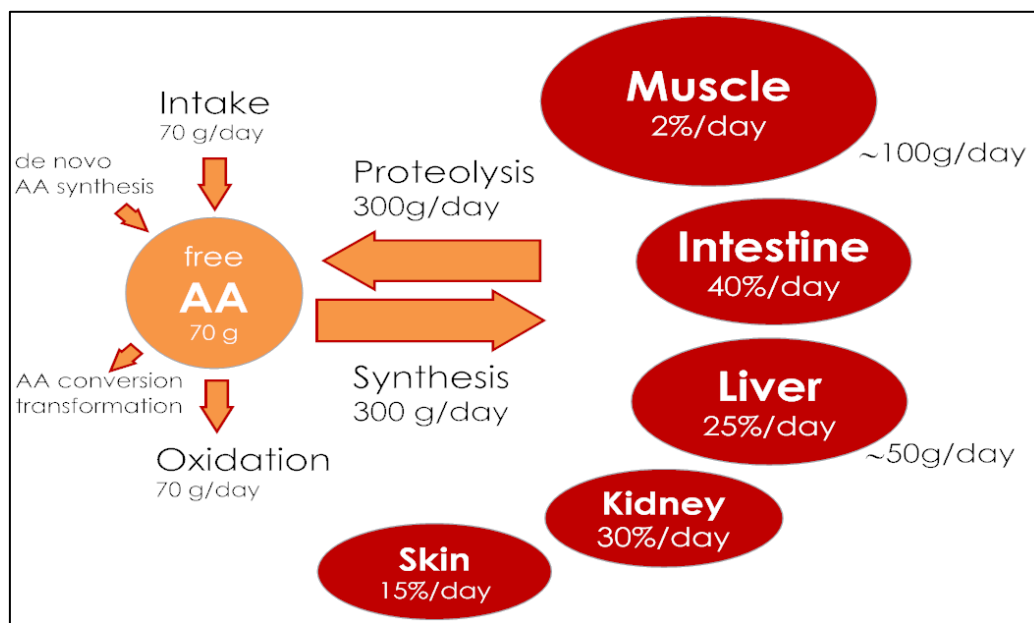 Intake
70 g/day
de novo
AA synthesis
free
AA
70 g
AA conversion
transformation
Oxidation
70 g/day
Proteolysis
300g/day
Synthesis
300 g/day
Muscle
2%/day
~100g/day
Intestine
40%/day
Liver
25%/day
~50g/day
Kidney
30%/day
Skin
15%/day